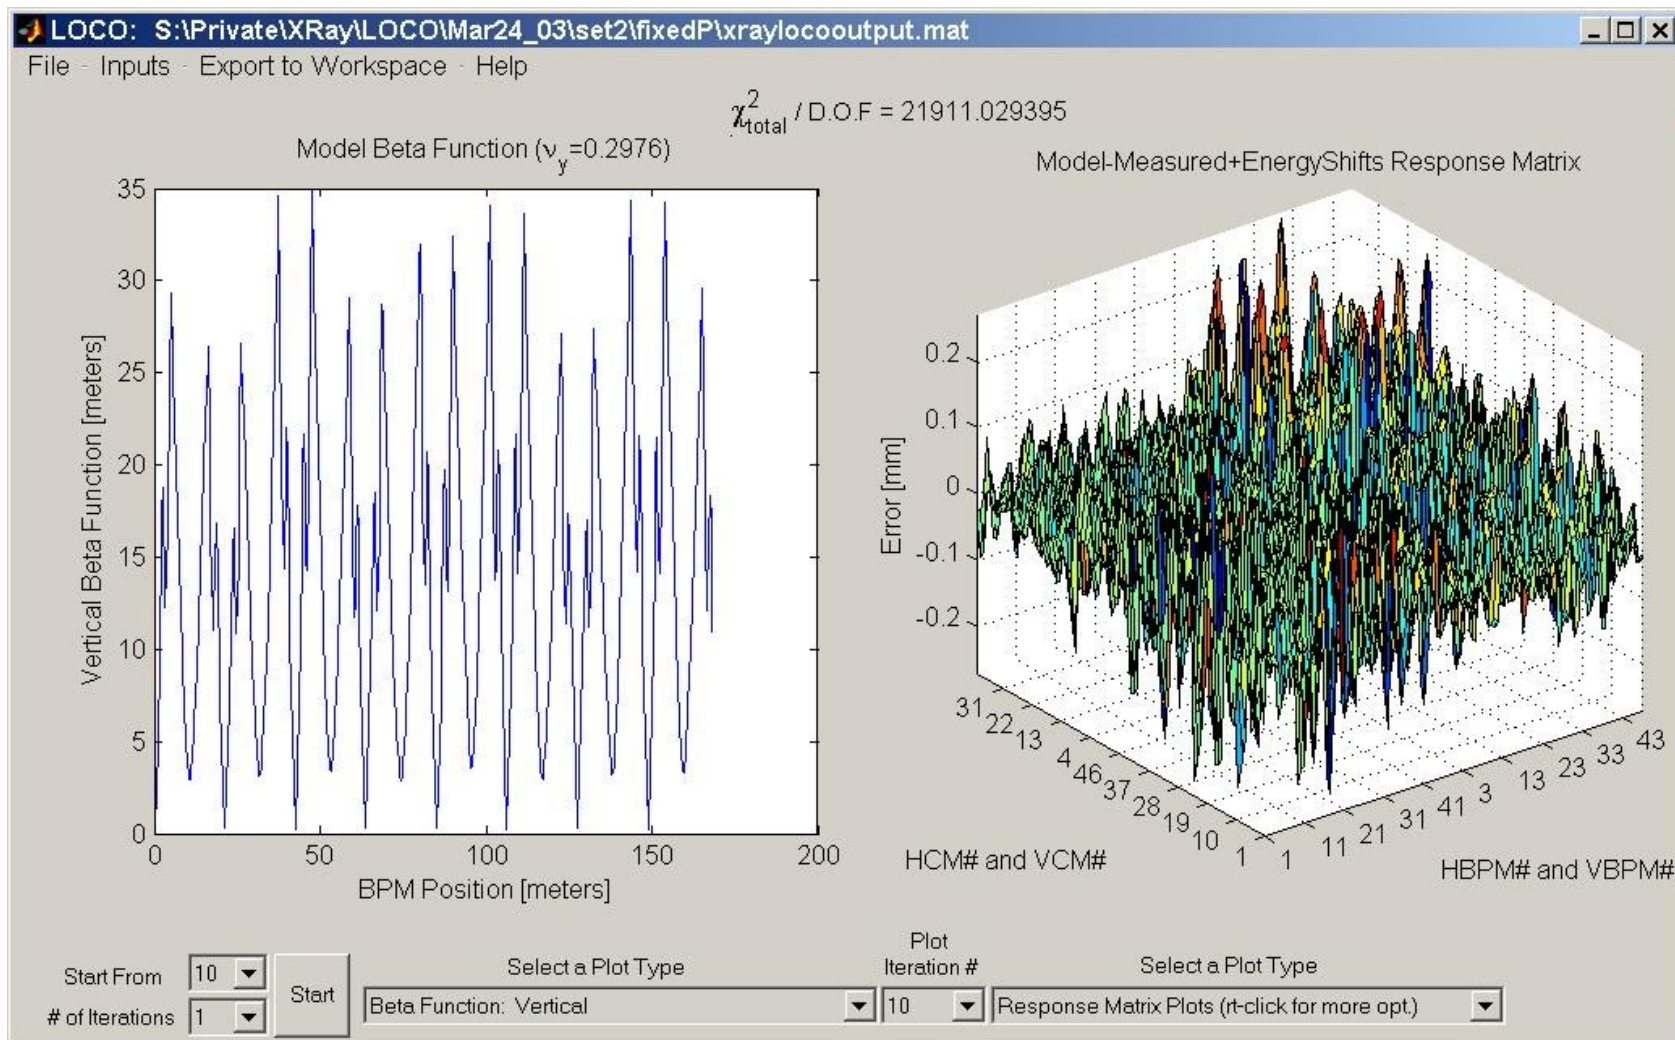 LOCO: S:\Private\XRay\LOCO\Mar24_03\set2\fixedP\xraylocooutput.mat
File - Inputs - Export to Workspace - Help
χ²total / D.O.F = 21911.029395
Model Beta Function (νy=0.2976)
Vertical Beta Function [meters]
35
30
25
20
15
10
5
0
0 50 100 150 200
BPM Position [meters]
Model-Measured+EnergyShifts Response Matrix
Error [mm]
0.2
0.1
0
-0.1
-0.2
31 22 13 4 46 37 28 19 10 1
1 11 21 31 41 3 13 23 33 43
HCM# and VCM#
HBPM# and VBPM#
Start From 10
# of Iterations 1
Start
Select a Plot Type
Beta Function: Vertical
Plot
Iteration #
10
Select a Plot Type
Response Matrix Plots (rt-click for more opt.)